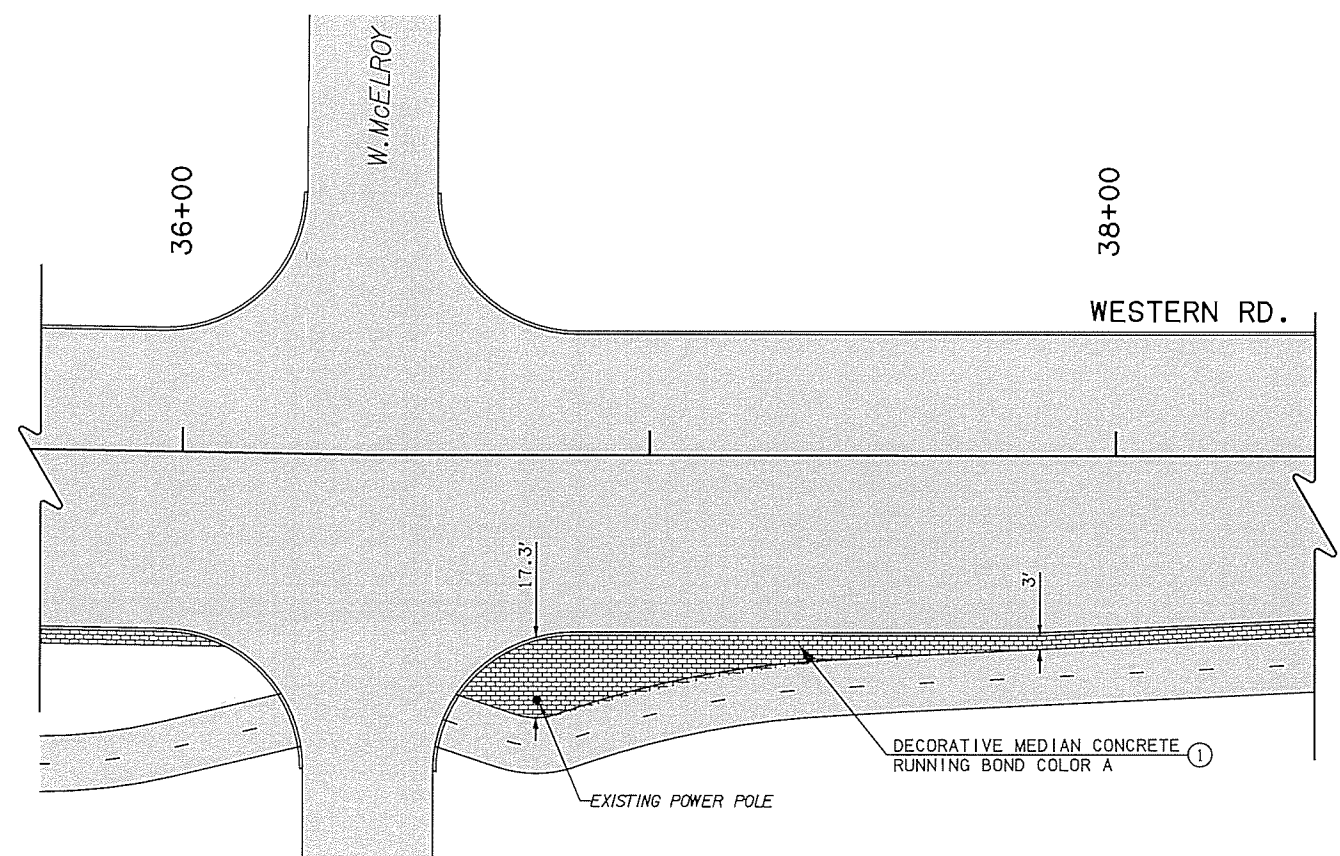 W. McELROY
36+00
38+00
WESTERN RD.
17.3'
3'
DECORATIVE MEDIAN CONCRETE
RUNNING BOND COLOR A
1
EXISTING POWER POLE